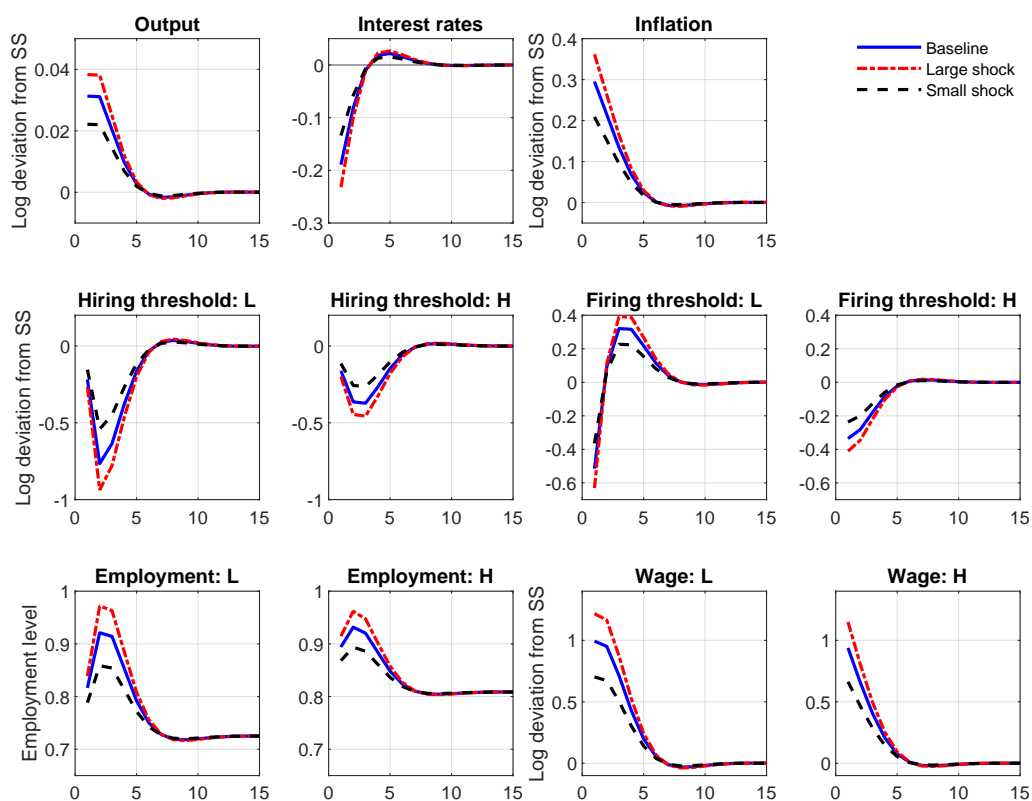 Output
Interest rates
Inflation
Log deviation from SS
0.04
0.02
0
0 5 10 15
0
-0.1
-0.2
-0.3
0 5 10 15
0.4
0.3
0.2
0.1
0
0 5 10 15
Baseline
Large shock
Small shock
Hiring threshold: L
Hiring threshold: H
Firing threshold: L
Firing threshold: H
Log deviation from SS
0
-0.5
-1
0 5 10 15
0
-0.5
-1
0 5 10 15
0.4
0.2
0
-0.2
-0.4
-0.6
0 5 10 15
0.4
0.2
0
-0.2
-0.4
-0.6
0 5 10 15
Employment: L
Employment: H
Wage: L
Wage: H
Employment level
1
0.9
0.8
0.7
0 5 10 15
1
0.9
0.8
0.7
0 5 10 15
Log deviation from SS
1
0.5
0
0 5 10 15
1
0.5
0
0 5 10 15